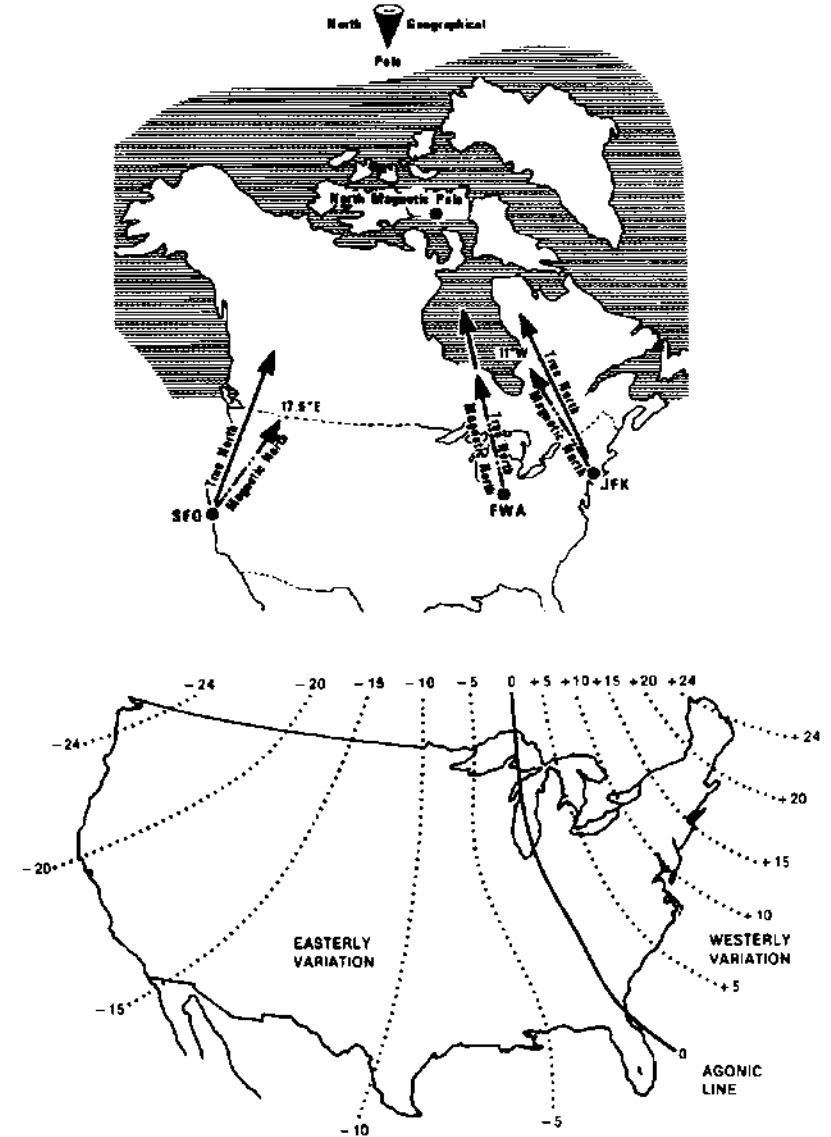 North Geographical
Pole
North Magnetic Pole
11°W
True North
Magnetic North
17.5°E
True North
Magnetic North
True North
Magnetic North
JFK
FWA
SFO
-24 -20 -15 -10 -5 0 +5 +10 +15 +20 +24
-24
+24
+20
-20
+15
+10
EASTERLY
VARIATION
WESTERLY
VARIATION
+5
-15
0
AGONIC
LINE
-10
-5